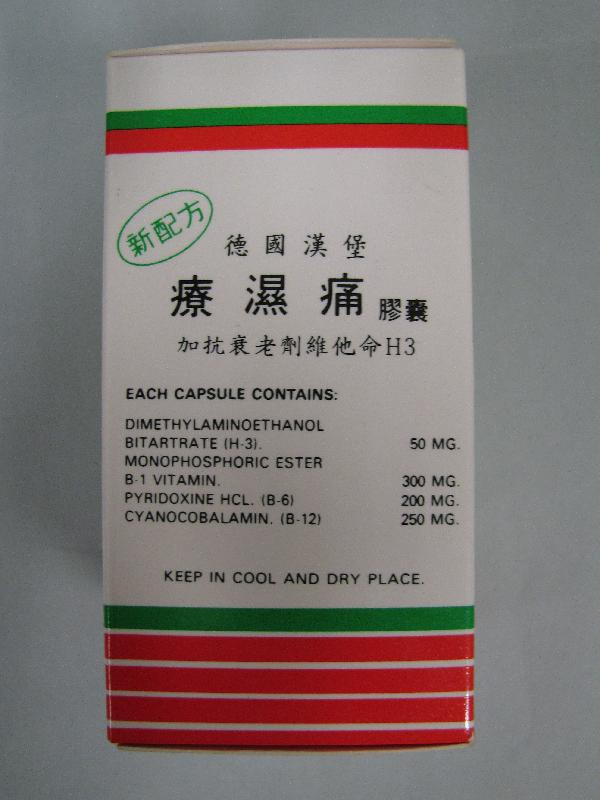 新配方
德國漢堡
療濕痛膠囊
加抗衰老劑維他命H3
EACH CAPSULE CONTAINS:
DIMETHYLAMINOETHANOL
BITARTRATE (H-3). 50 MG.
MONOPHOSPHORIC ESTER
B-1 VITAMIN. 300 MG.
PYRIDOXINE HCL. (B-6) 200 MG.
CYANOCOBALAMIN. (B-12) 250 MG.
KEEP IN COOL AND DRY PLACE.